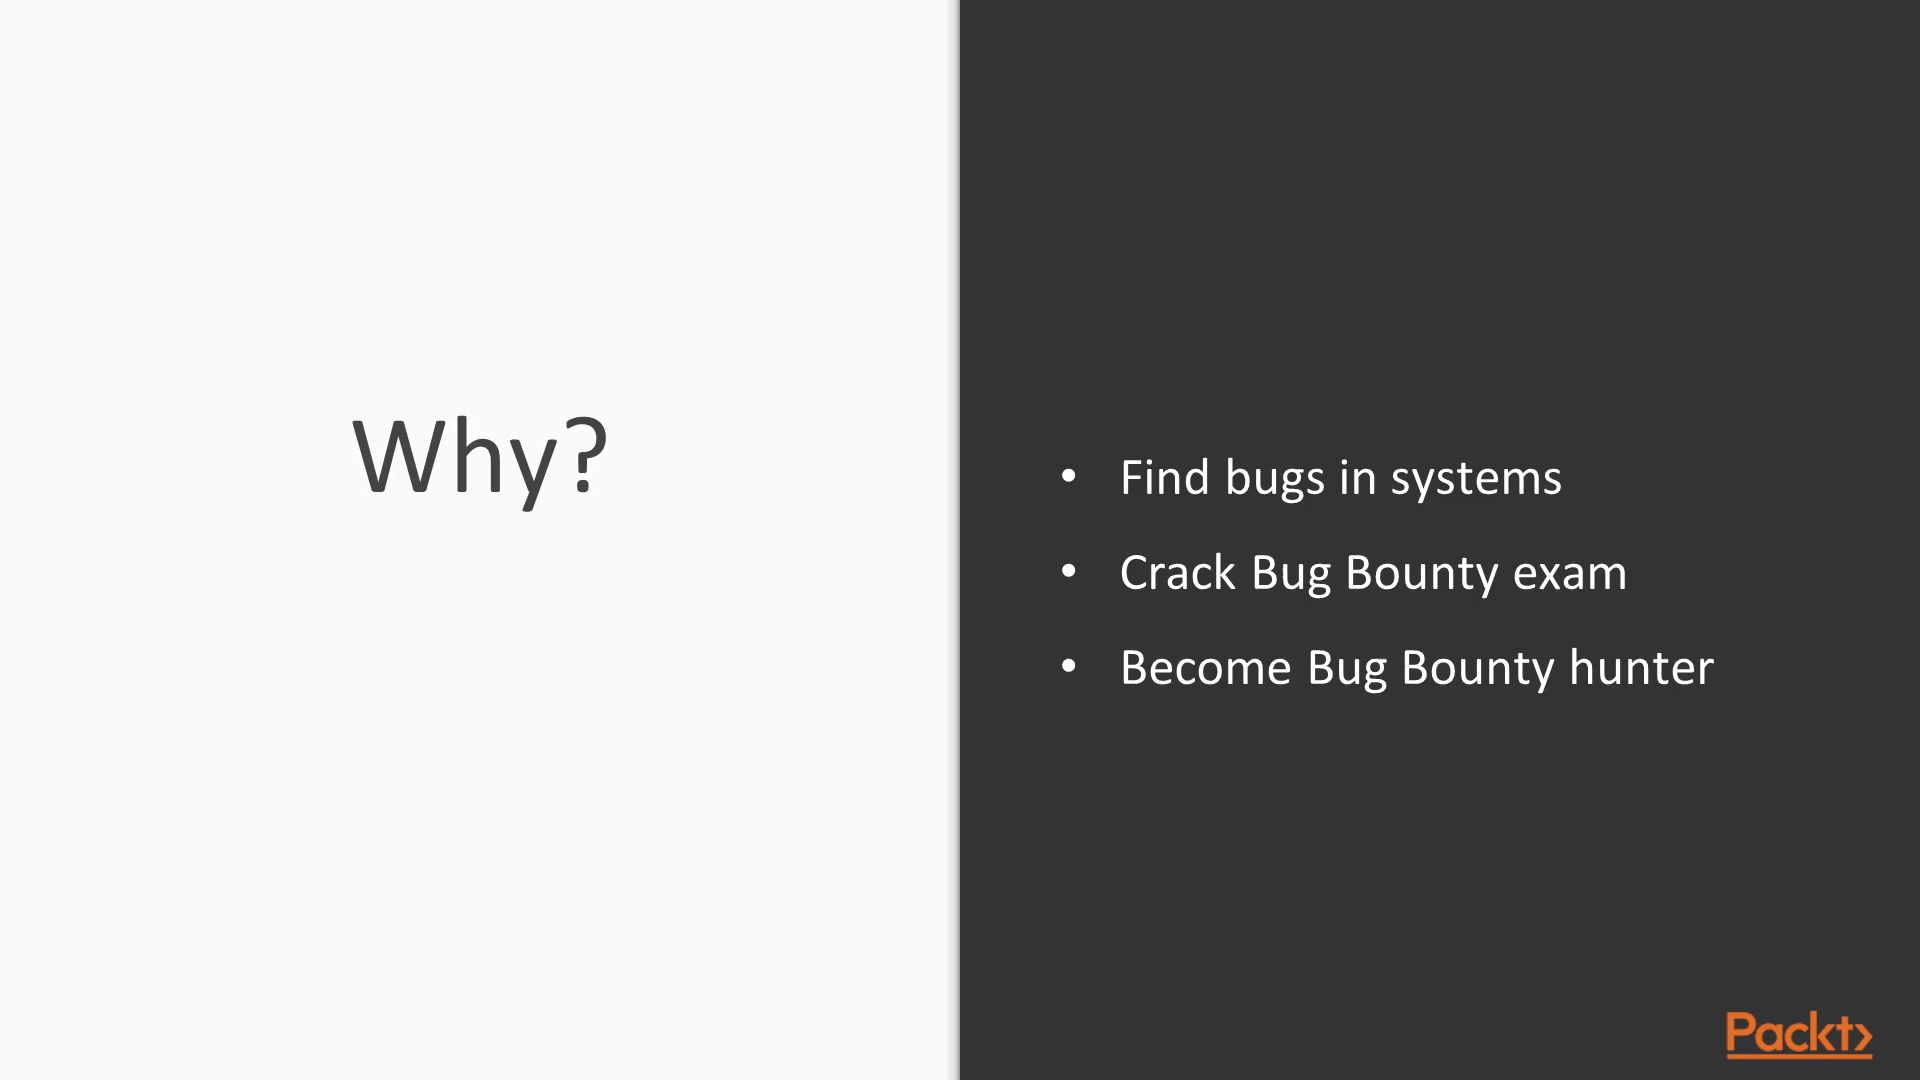 Why?
• Find bugs in systems
• Crack Bug Bounty exam
• Become Bug Bounty hunter
Packt>